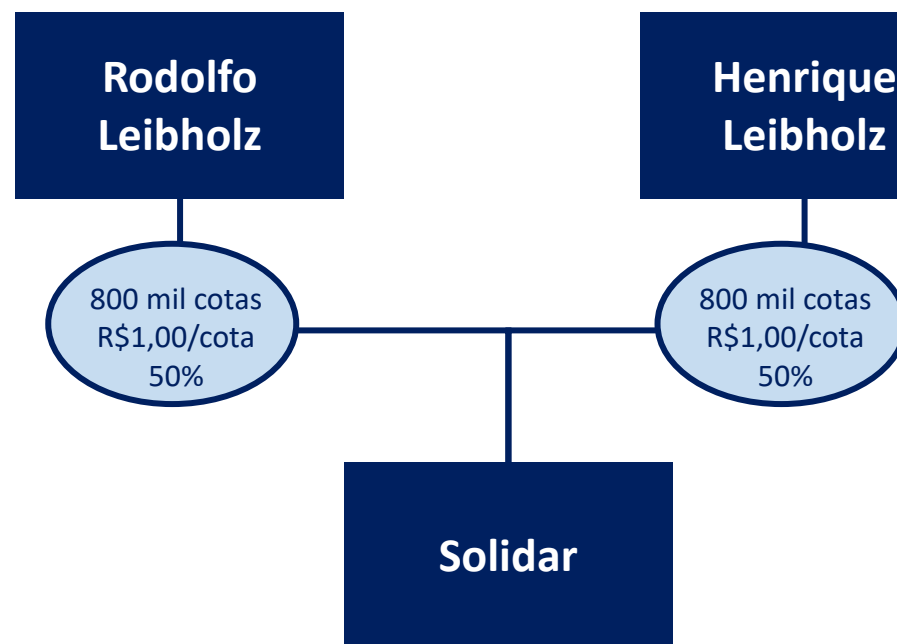 Rodolfo
Leibholz
Henrique
Leibholz
800 mil cotas
R$1,00/cota
50%
800 mil cotas
R$1,00/cota
50%
Solidar